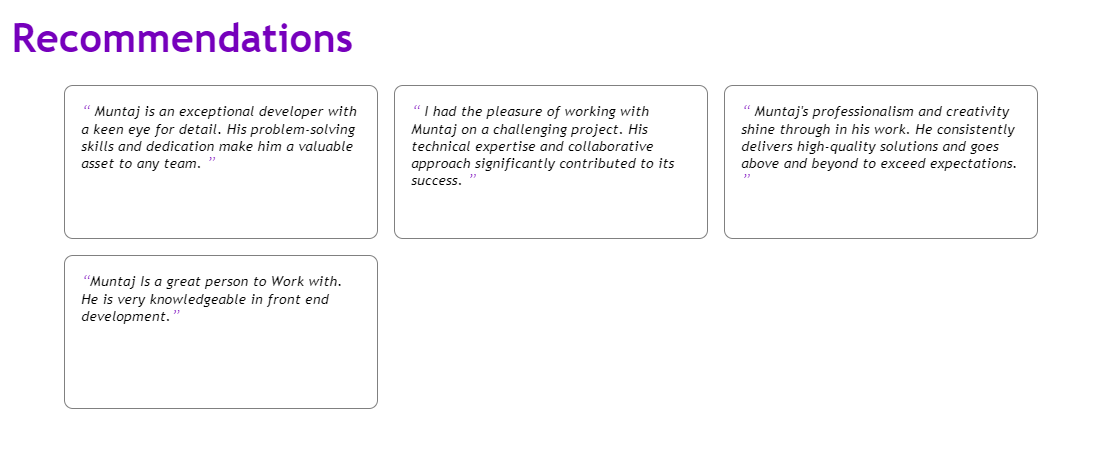 Recommendations
“ Muntaj is an exceptional developer with
a keen eye for detail. His problem-solving
skills and dedication make him a valuable
asset to any team. ”
“ I had the pleasure of working with
Muntaj on a challenging project. His
technical expertise and collaborative
approach significantly contributed to its
success. ”
“ Muntaj's professionalism and creativity
shine through in his work. He consistently
delivers high-quality solutions and goes
above and beyond to exceed expectations.
”
“Muntaj Is a great person to Work with.
He is very knowledgeable in front end
development.”